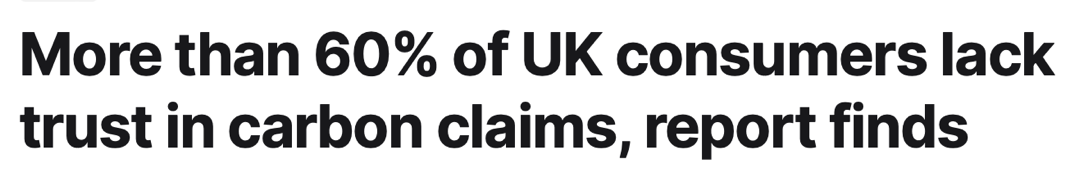 More than 60% of UK consumers lack
trust in carbon claims, report finds